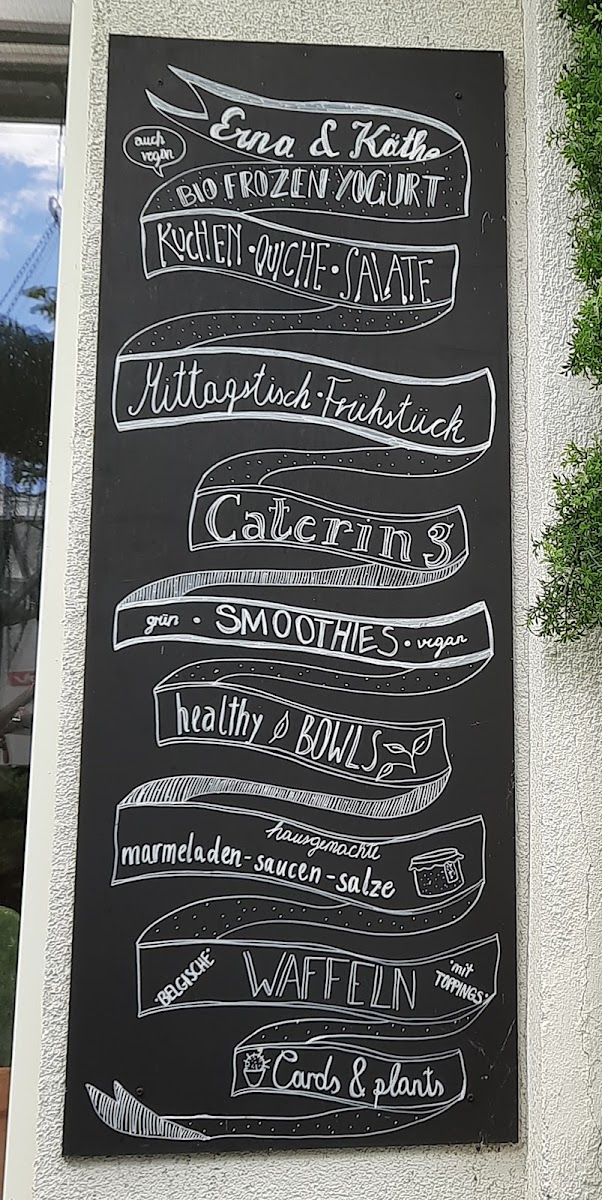 Erna & Käthe
auch
vegan
BIO FROZEN YOGURT
KUCHEN · QUICHE · SALATE
Mittagstisch · Frühstück
Catering
grün · SMOOTHIES · vegan
healthy BOWLS
hausgemachte
marmeladen-saucen-salze
"BELGISCHE" WAFFELN "mit
TOPPINGS"
Cards & plants